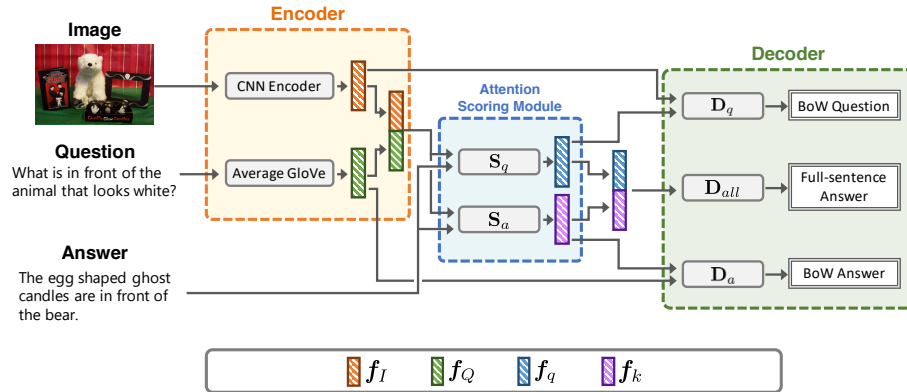 Image
Encoder
CNN Encoder
Question
What is in front of the
animal that looks white?
Average GloVe
Answer
The egg shaped ghost
candles are in front of
the bear.
Attention
Scoring Module
S_q
S_a
Decoder
D_q
BoW Question
D_all
Full-sentence
Answer
D_a
BoW Answer
f_I f_Q f_q f_k